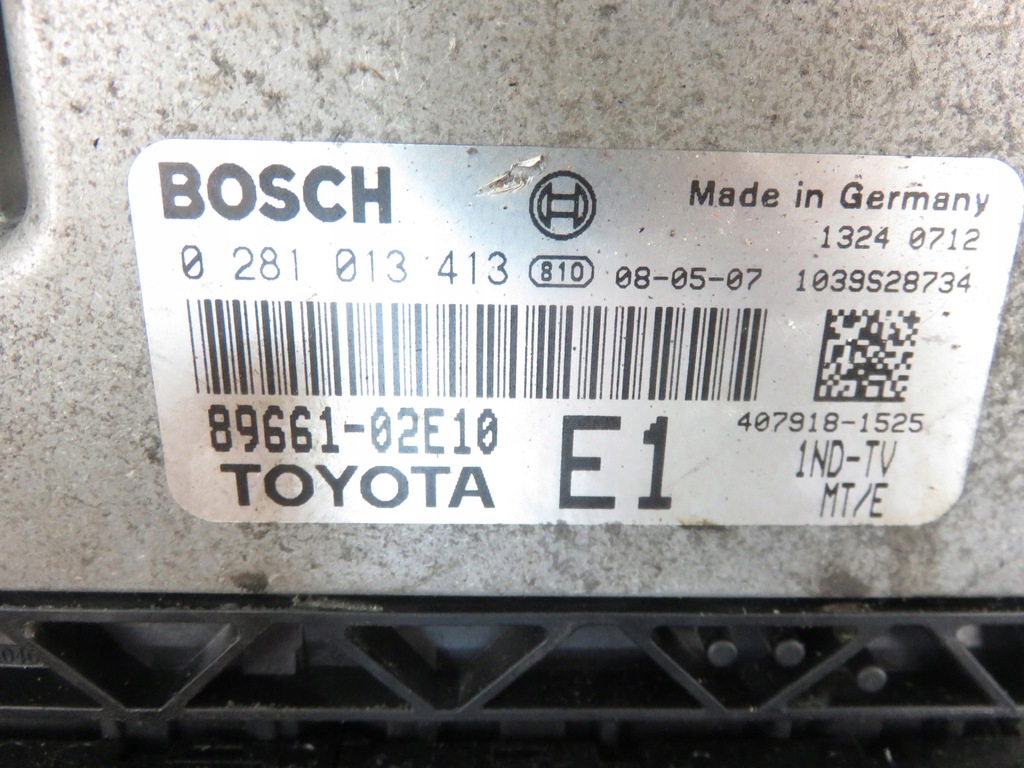 BOSCH
Made in Germany
1324 0712
0 281 013 413 810 08-05-07 1039S28734
89661-02E10
TOYOTA
E1
407918-1525
1ND-TV
MT/E